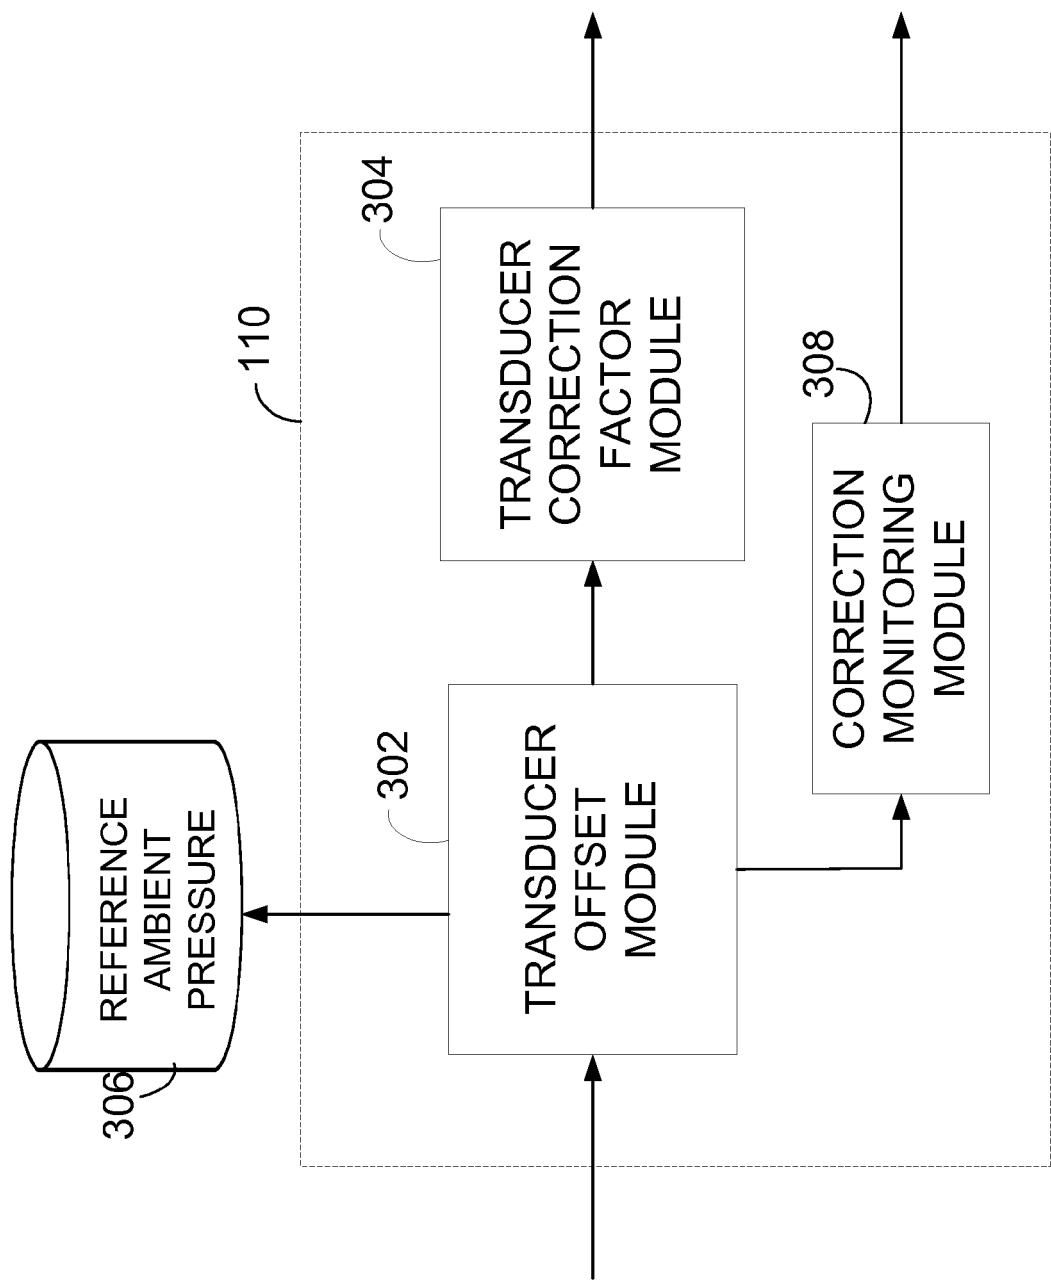 306
REFERENCE
AMBIENT
PRESSURE
110
302
TRANSDUCER
OFFSET
MODULE
304
TRANSDUCER
CORRECTION
FACTOR
MODULE
308
CORRECTION
MONITORING
MODULE